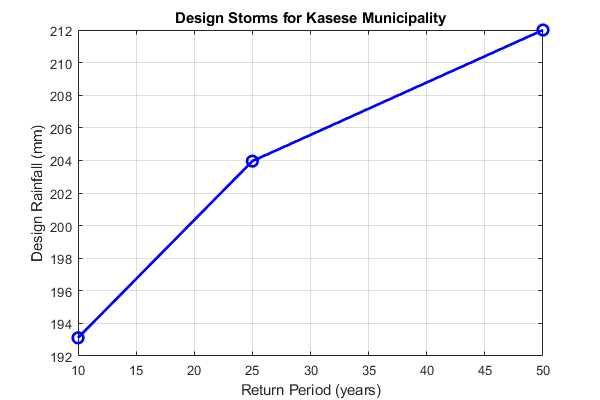 Design Storms for Kasese Municipality
212
210
208
206
204
202
200
198
196
194
192
Design Rainfall (mm)
10 15 20 25 30 35 40 45 50
Return Period (years)